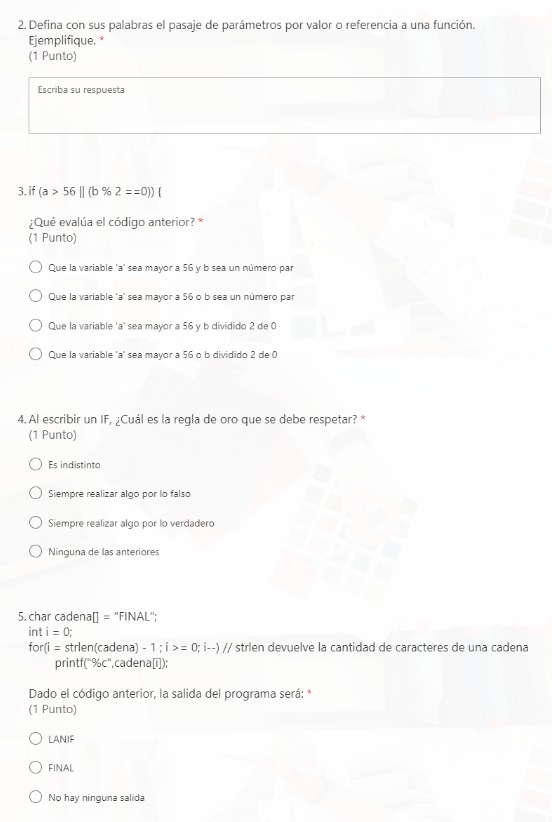 2. Defina con sus palabras el pasaje de parámetros por valor o referencia a una función.
Ejemplifique. *
(1 Punto)
Escriba su respuesta
3. if (a > 56 || (b % 2 ==0)) {
¿Qué evalúa el código anterior? *
(1 Punto)
Que la variable 'a' sea mayor a 56 y b sea un número par
Que la variable 'a' sea mayor a 56 o b sea un número par
Que la variable 'a' sea mayor a 56 y b dividido 2 de 0
Que la variable 'a' sea mayor a 56 o b dividido 2 de 0
4. Al escribir un IF, ¿Cuál es la regla de oro que se debe respetar? *
(1 Punto)
Es indistinto
Siempre realizar algo por lo falso
Siempre realizar algo por lo verdadero
Ninguna de las anteriores
5. char cadena[] = "FINAL";
int i = 0;
for(i = strlen(cadena) - 1 ; i >= 0; i--) // strlen devuelve la cantidad de caracteres de una cadena
printf("%c",cadena[i]);
Dado el código anterior, la salida del programa será: *
(1 Punto)
LANIF
FINAL
No hay ninguna salida